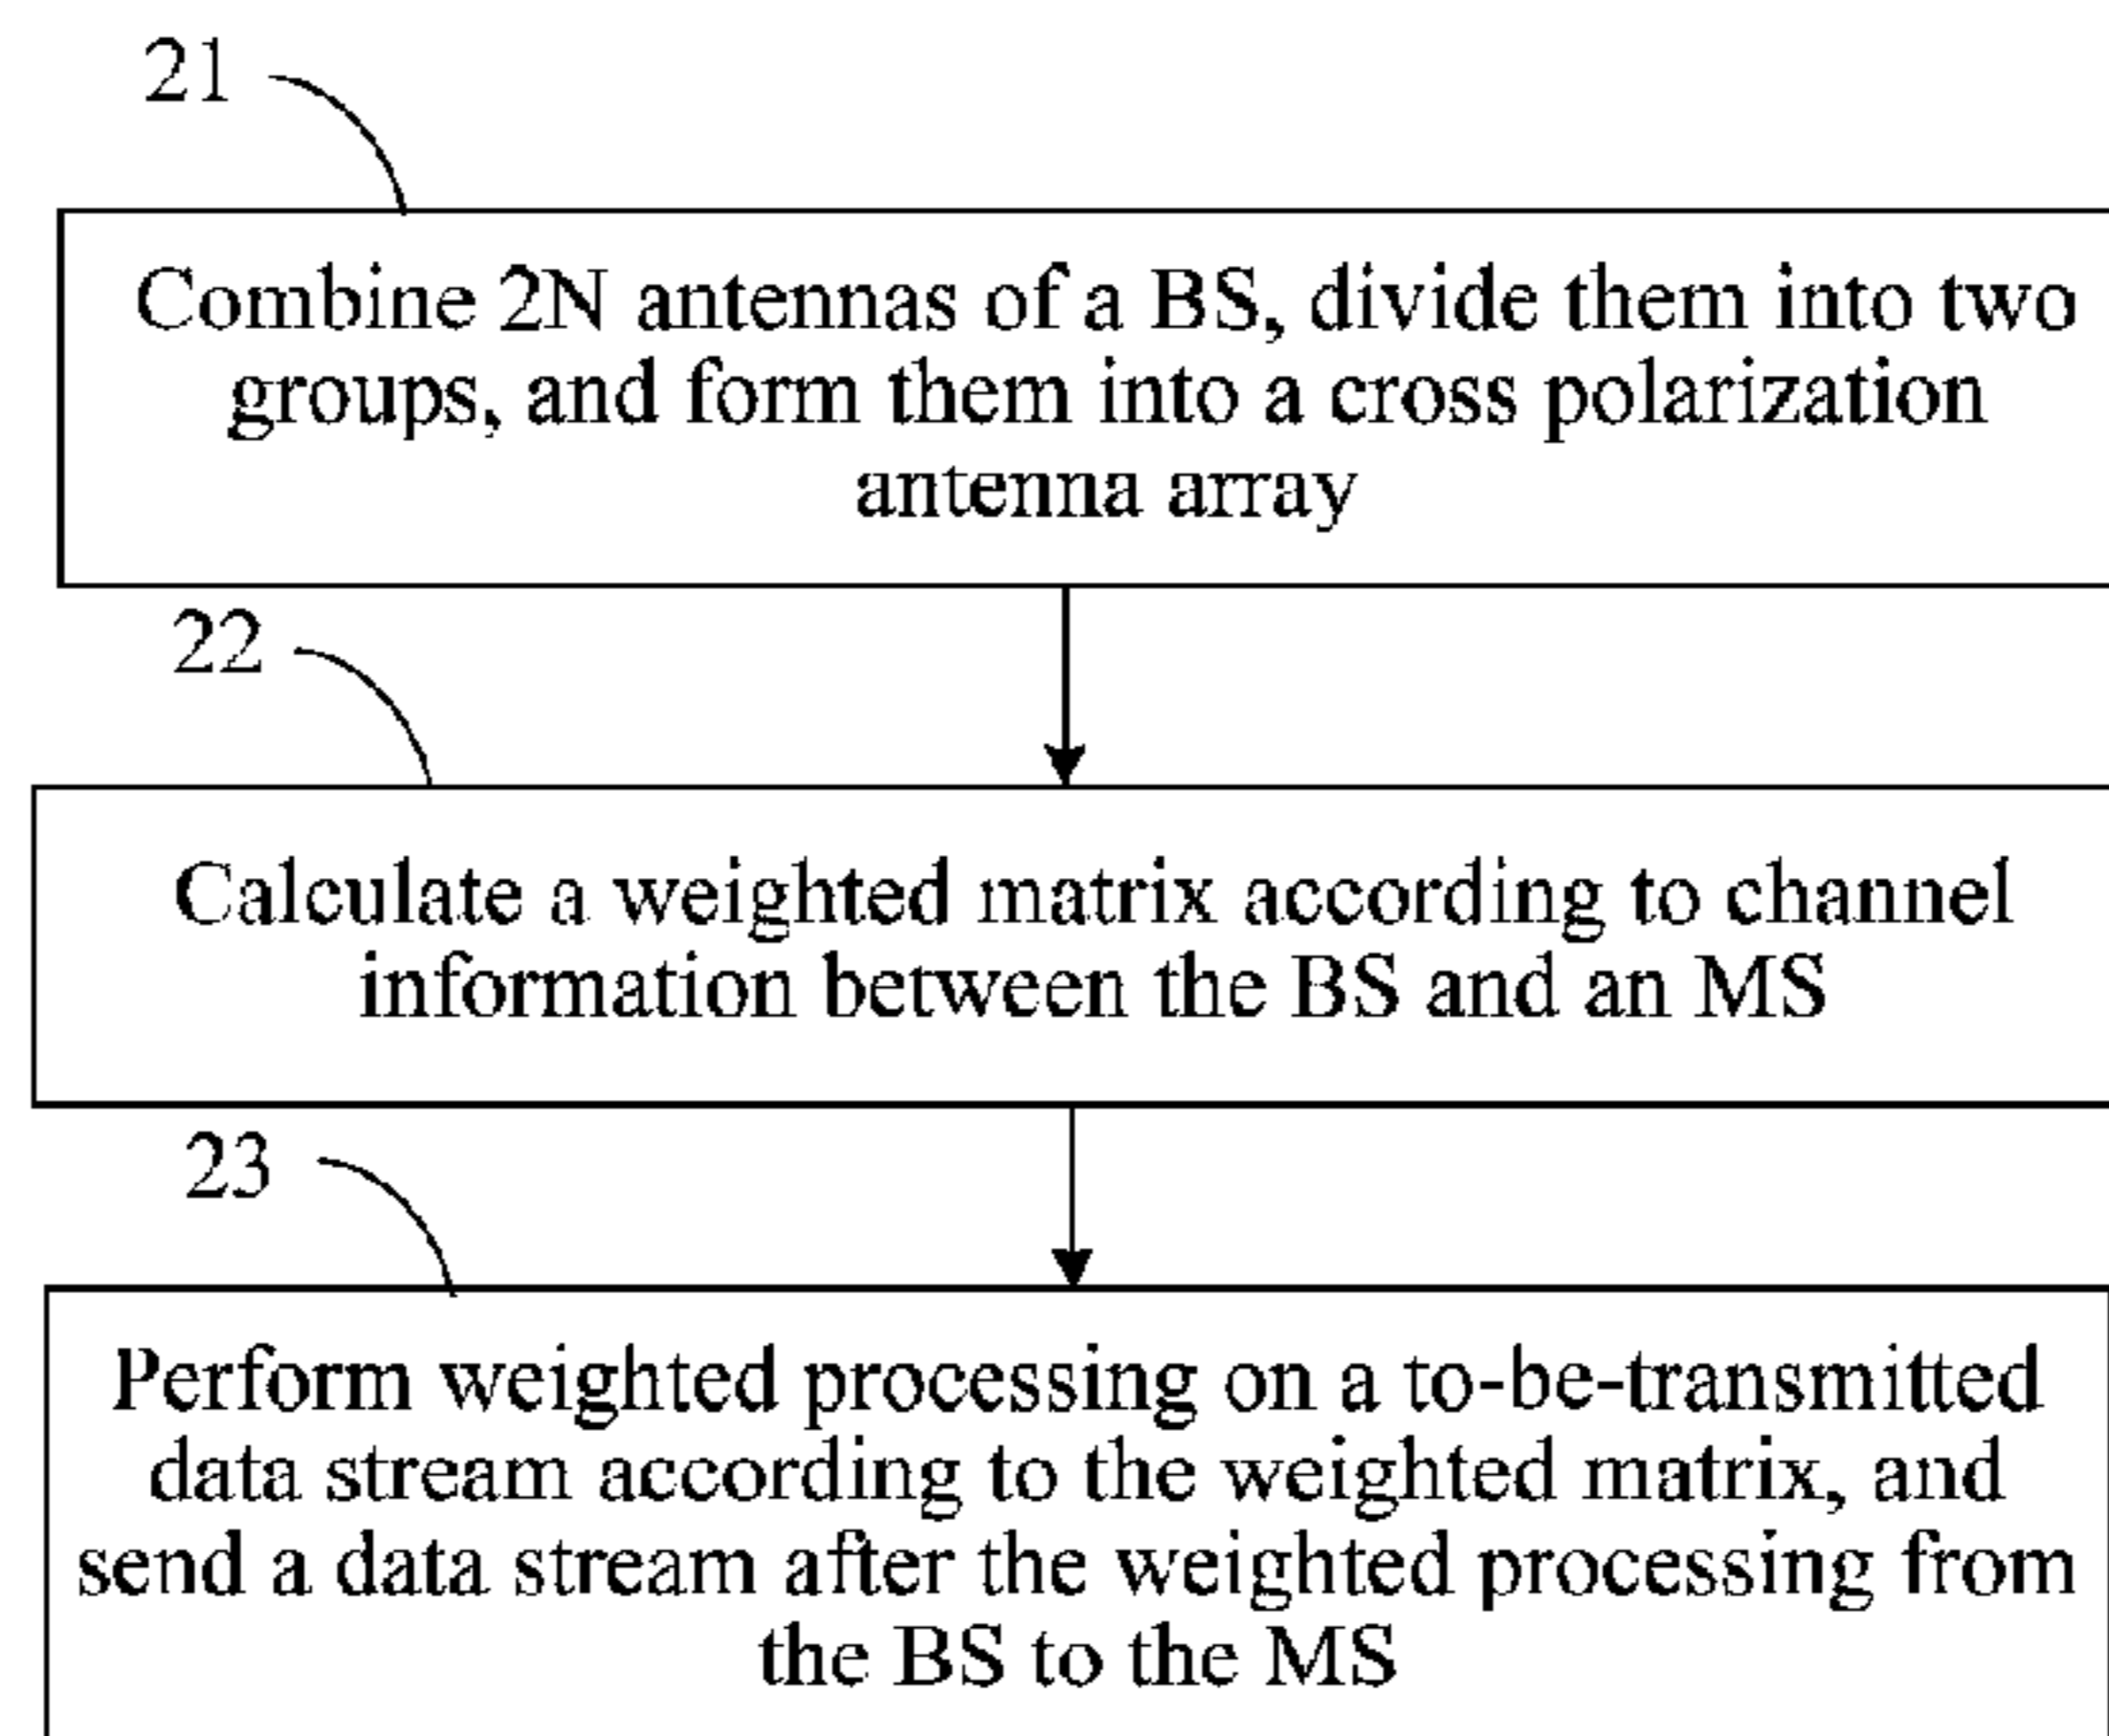 21
Combine 2N antennas of a BS, divide them into two
groups, and form them into a cross polarization
antenna array
22
Calculate a weighted matrix according to channel
information between the BS and an MS
23
Perform weighted processing on a to-be-transmitted
data stream according to the weighted matrix, and
send a data stream after the weighted processing from
the BS to the MS